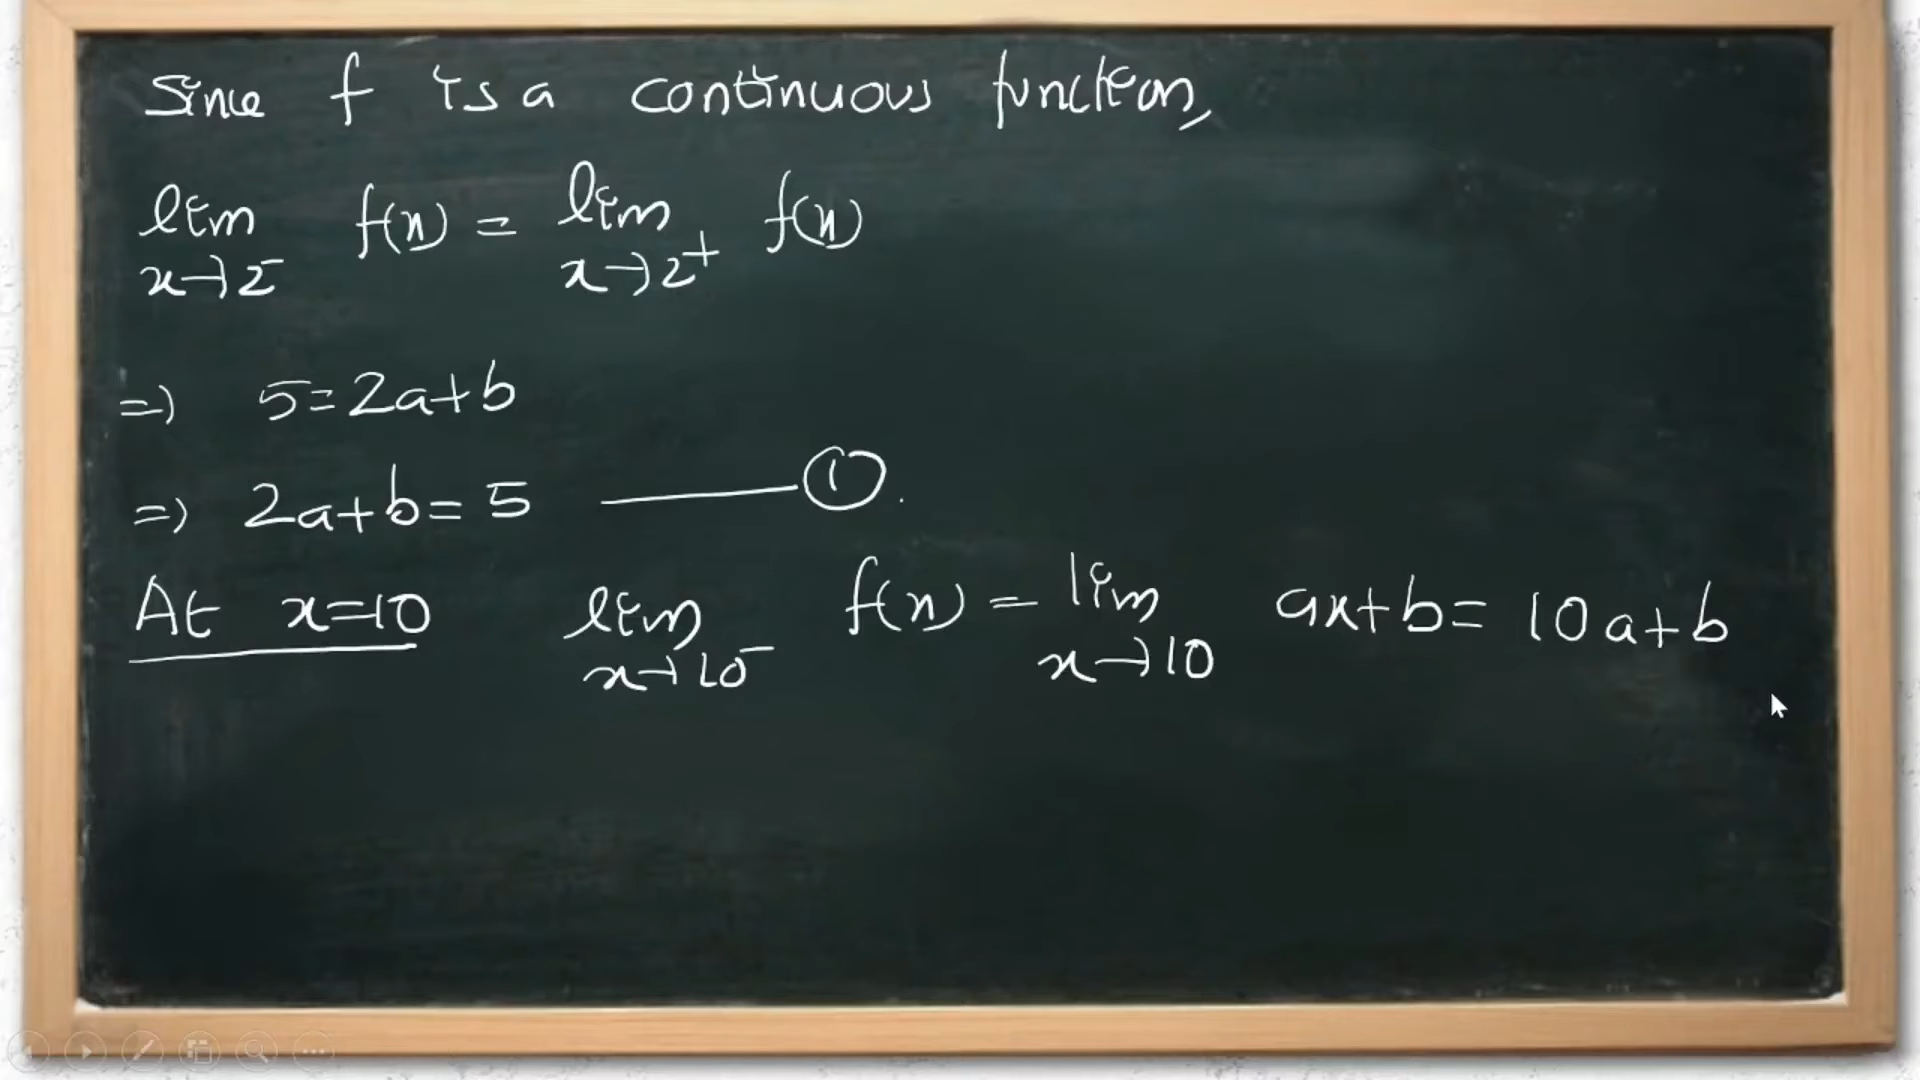 Since f is a continuous function,
lim x→2⁻ f(x) = lim x→2⁺ f(x)
⇒ 5=2a+b
⇒ 2a+b=5 ——— ①.
At x=10 lim x→10⁻ f(x) = lim x→10 ax+b= 10a+b